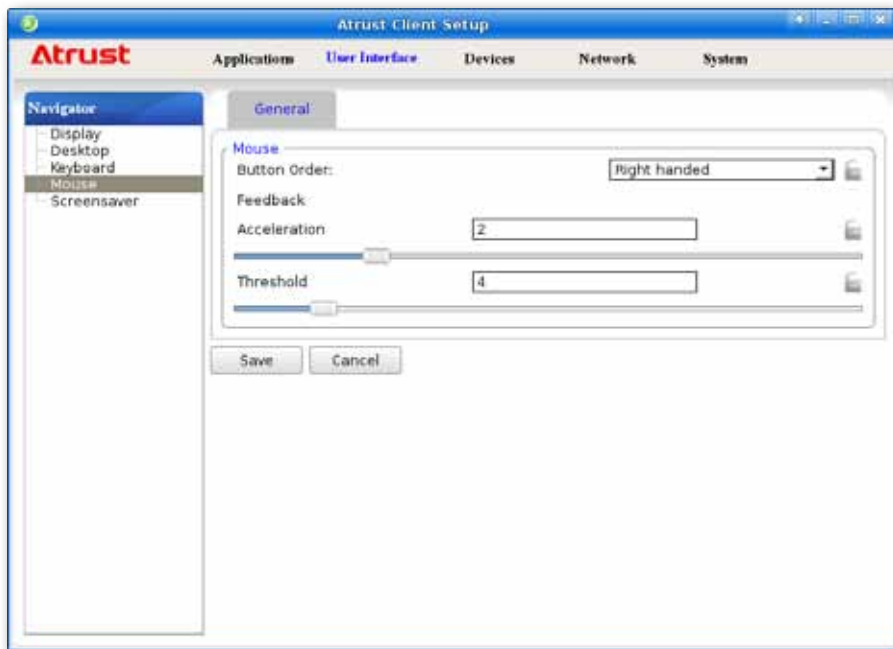 Atrust Client Setup
Atrust Applications User Interface Devices Network System
Navigator
Display
Desktop
Keyboard
Mouse
Screensaver
General
Mouse
Button Order: Right handed
Feedback
Acceleration 2
Threshold 4
Save Cancel